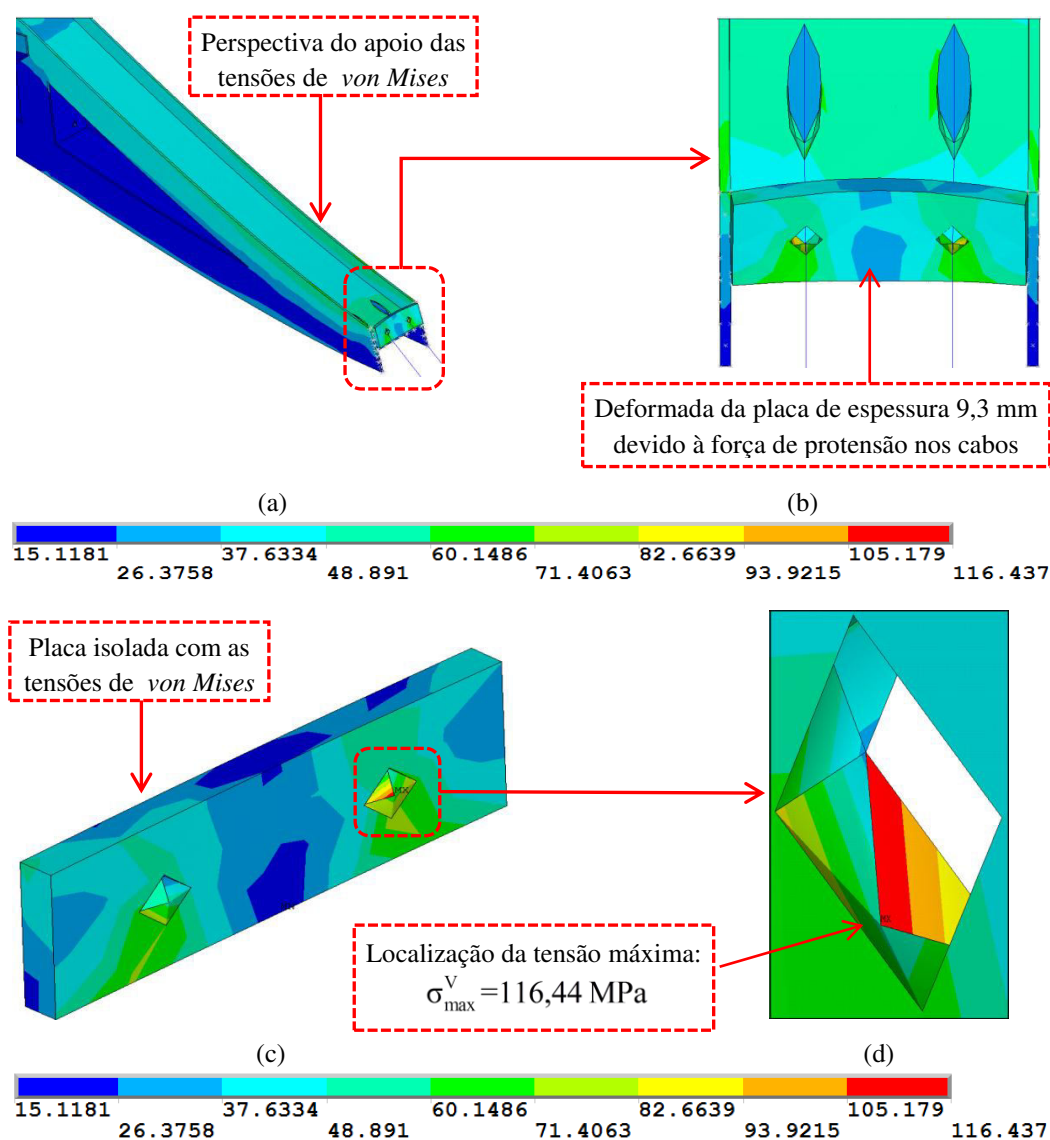 Perspectiva do apoio das
tensões de von Mises
Deformada da placa de espessura 9,3 mm
devido à força de protensão nos cabos
(a)
(b)
15.1181 37.6334 60.1486 82.6639 105.179
26.3758 48.891 71.4063 93.9215 116.437
Placa isolada com as
tensões de von Mises
MX
MN
MX
Localização da tensão máxima:
σ_max^V =116,44 MPa
(c)
(d)
15.1181 37.6334 60.1486 82.6639 105.179
26.3758 48.891 71.4063 93.9215 116.437